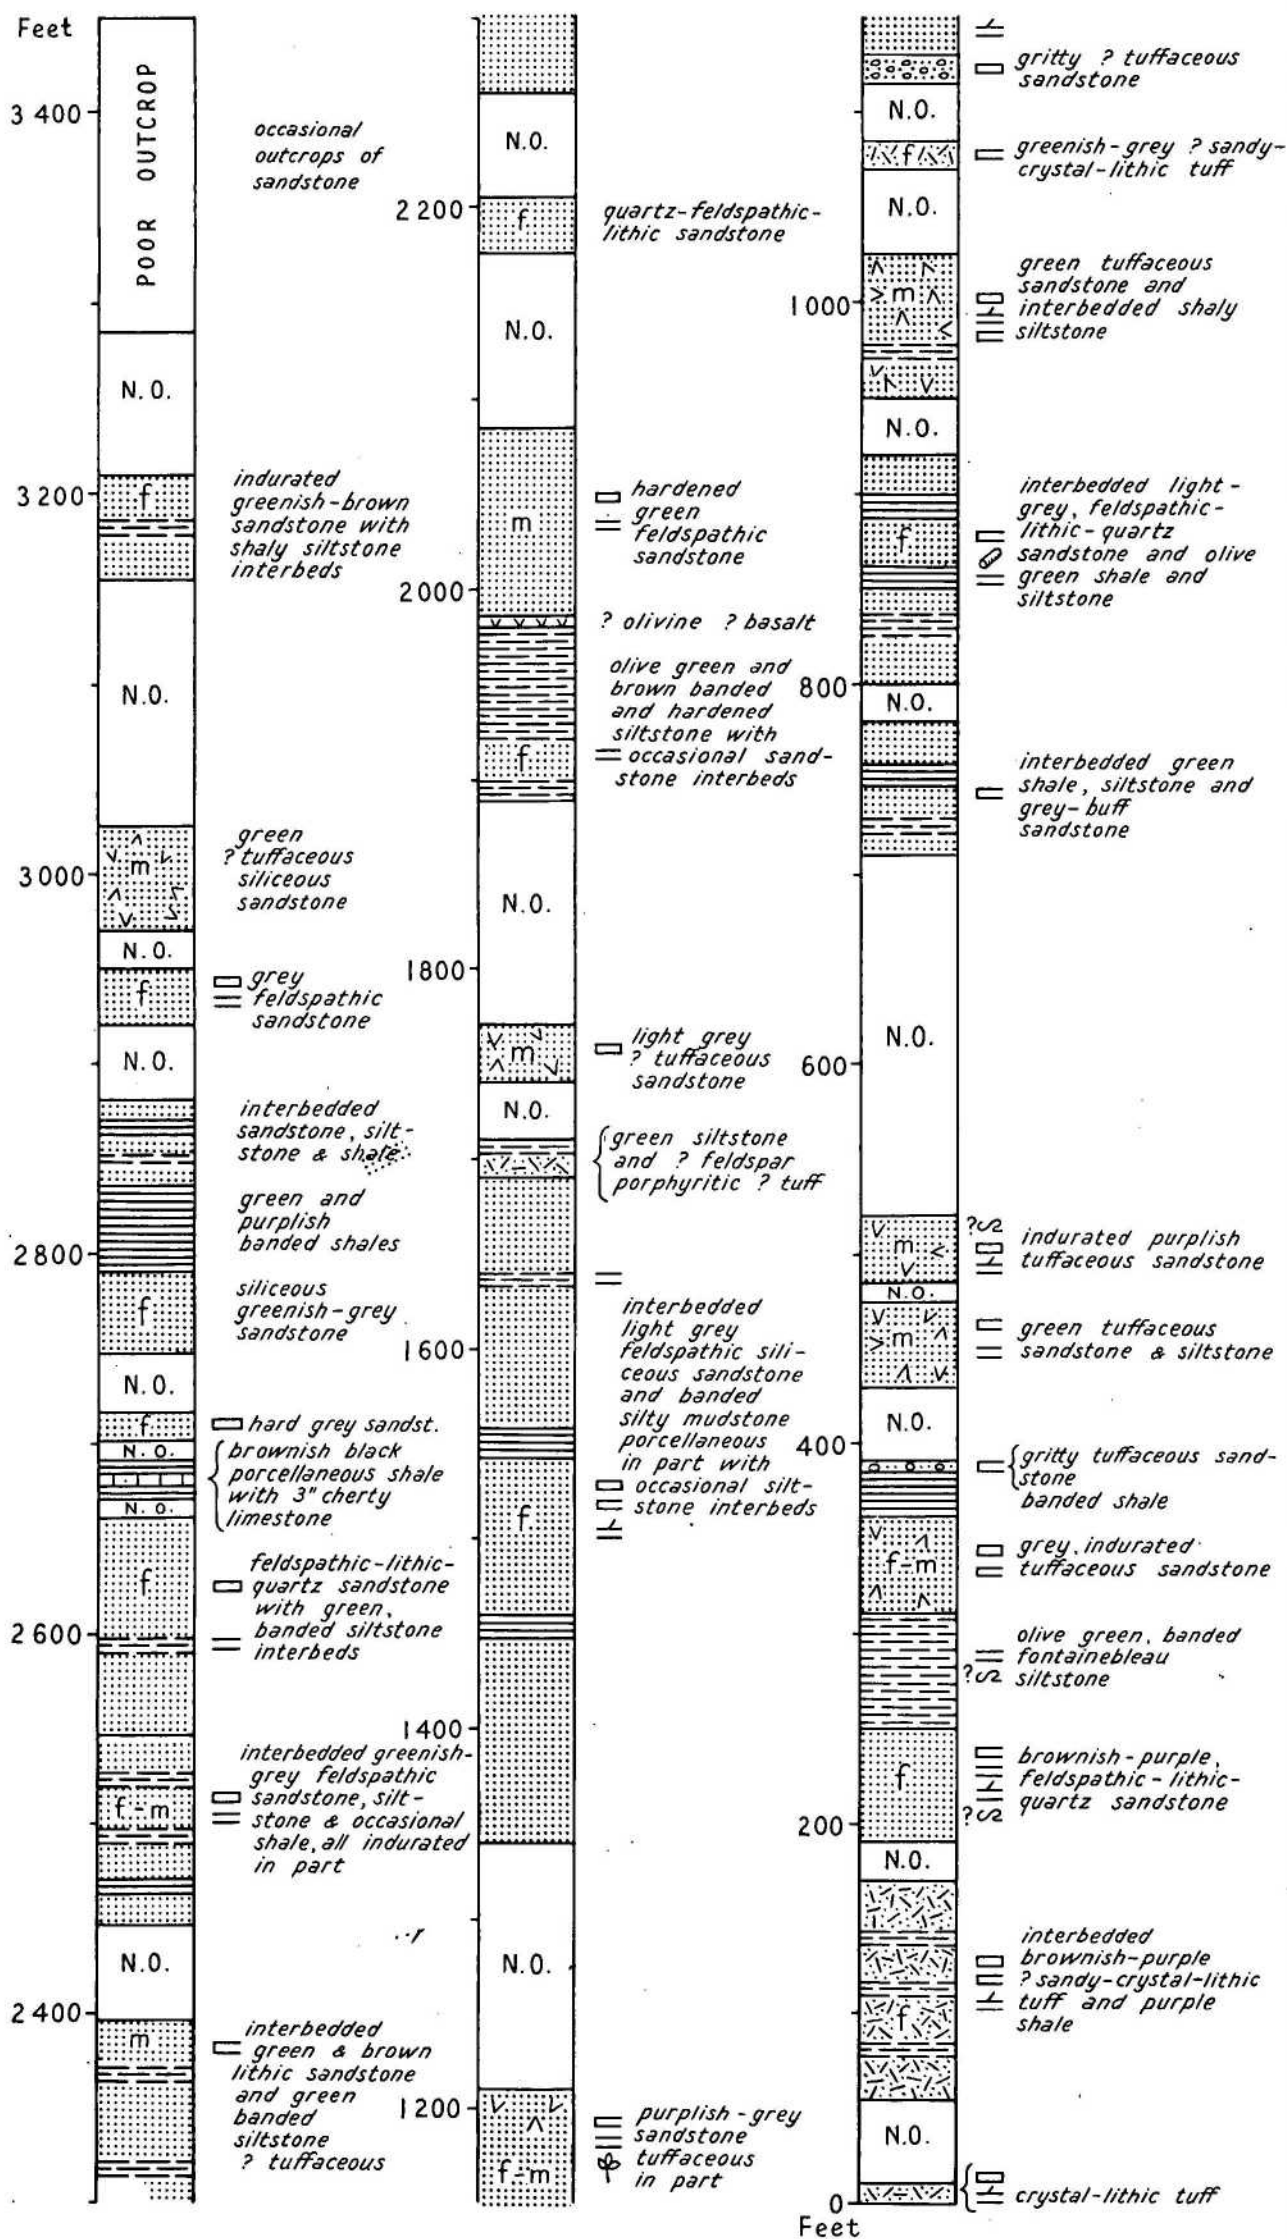 Feet
3 400
POOR OUTCROP
occasional
outcrops of
sandstone
N.O.
3 200
f
indurated
greenish-brown
sandstone with
shaly siltstone
interbeds
N.O.
3 000
m
green
? tuffaceous
siliceous
sandstone
N.O.
f
grey
feldspathic
sandstone
N.O.
interbedded
sandstone, silt-
stone & shale
green and
purplish
banded shales
2 800
f
siliceous
greenish-grey
sandstone
N.O.
f
hard grey sandst.
N.O.
brownish black
porcellaneous shale
with 3" cherty
limestone
N.O.
f
feldspathic-lithic-
quartz sandstone
with green,
banded siltstone
interbeds
2 600
interbedded greenish-
grey feldspathic
sandstone, silt-
stone & occasional
shale, all indurated
in part
f-m
N.O.
2 400
m
interbedded
green & brown
lithic sandstone
and green
banded
siltstone
? tuffaceous
N.O.
2 200
f
quartz-feldspathic-
lithic sandstone
N.O.
m
hardened
green
feldspathic
sandstone
2 000
? olivine ? basalt
olive green and
brown banded
and hardened
siltstone with
occasional sand-
stone interbeds
f
N.O.
1800
m
light grey
? tuffaceous
sandstone
N.O.
green siltstone
and ? feldspar
porphyritic ? tuff
1600
interbedded
light grey
feldspathic sili-
ceous sandstone
and banded
silty mudstone
porcellaneous
in part with
occasional silt-
stone interbeds
f
1400
N.O.
1200
f-m
purplish-grey
sandstone
tuffaceous
in part
gritty ? tuffaceous
sandstone
N.O.
f
greenish-grey ? sandy-
crystal-lithic tuff
N.O.
1 000
m
green tuffaceous
sandstone and
interbedded shaly
siltstone
N.O.
f
interbedded light-
grey, feldspathic-
lithic-quartz
sandstone and olive
green shale and
siltstone
800
N.O.
interbedded green
shale, siltstone and
grey-buff
sandstone
N.O.
600
m
?
indurated purplish
tuffaceous sandstone
N.O.
m
green tuffaceous
sandstone & siltstone
N.O.
400
gritty tuffaceous sand-
stone
banded shale
f-m
grey, indurated
tuffaceous sandstone
olive green, banded
fontainebleau
?
siltstone
f
brownish-purple,
feldspathic-lithic-
?
quartz sandstone
200
N.O.
f
interbedded
brownish-purple
? sandy-crystal-lithic
tuff and purple
shale
N.O.
0
crystal-lithic tuff
Feet